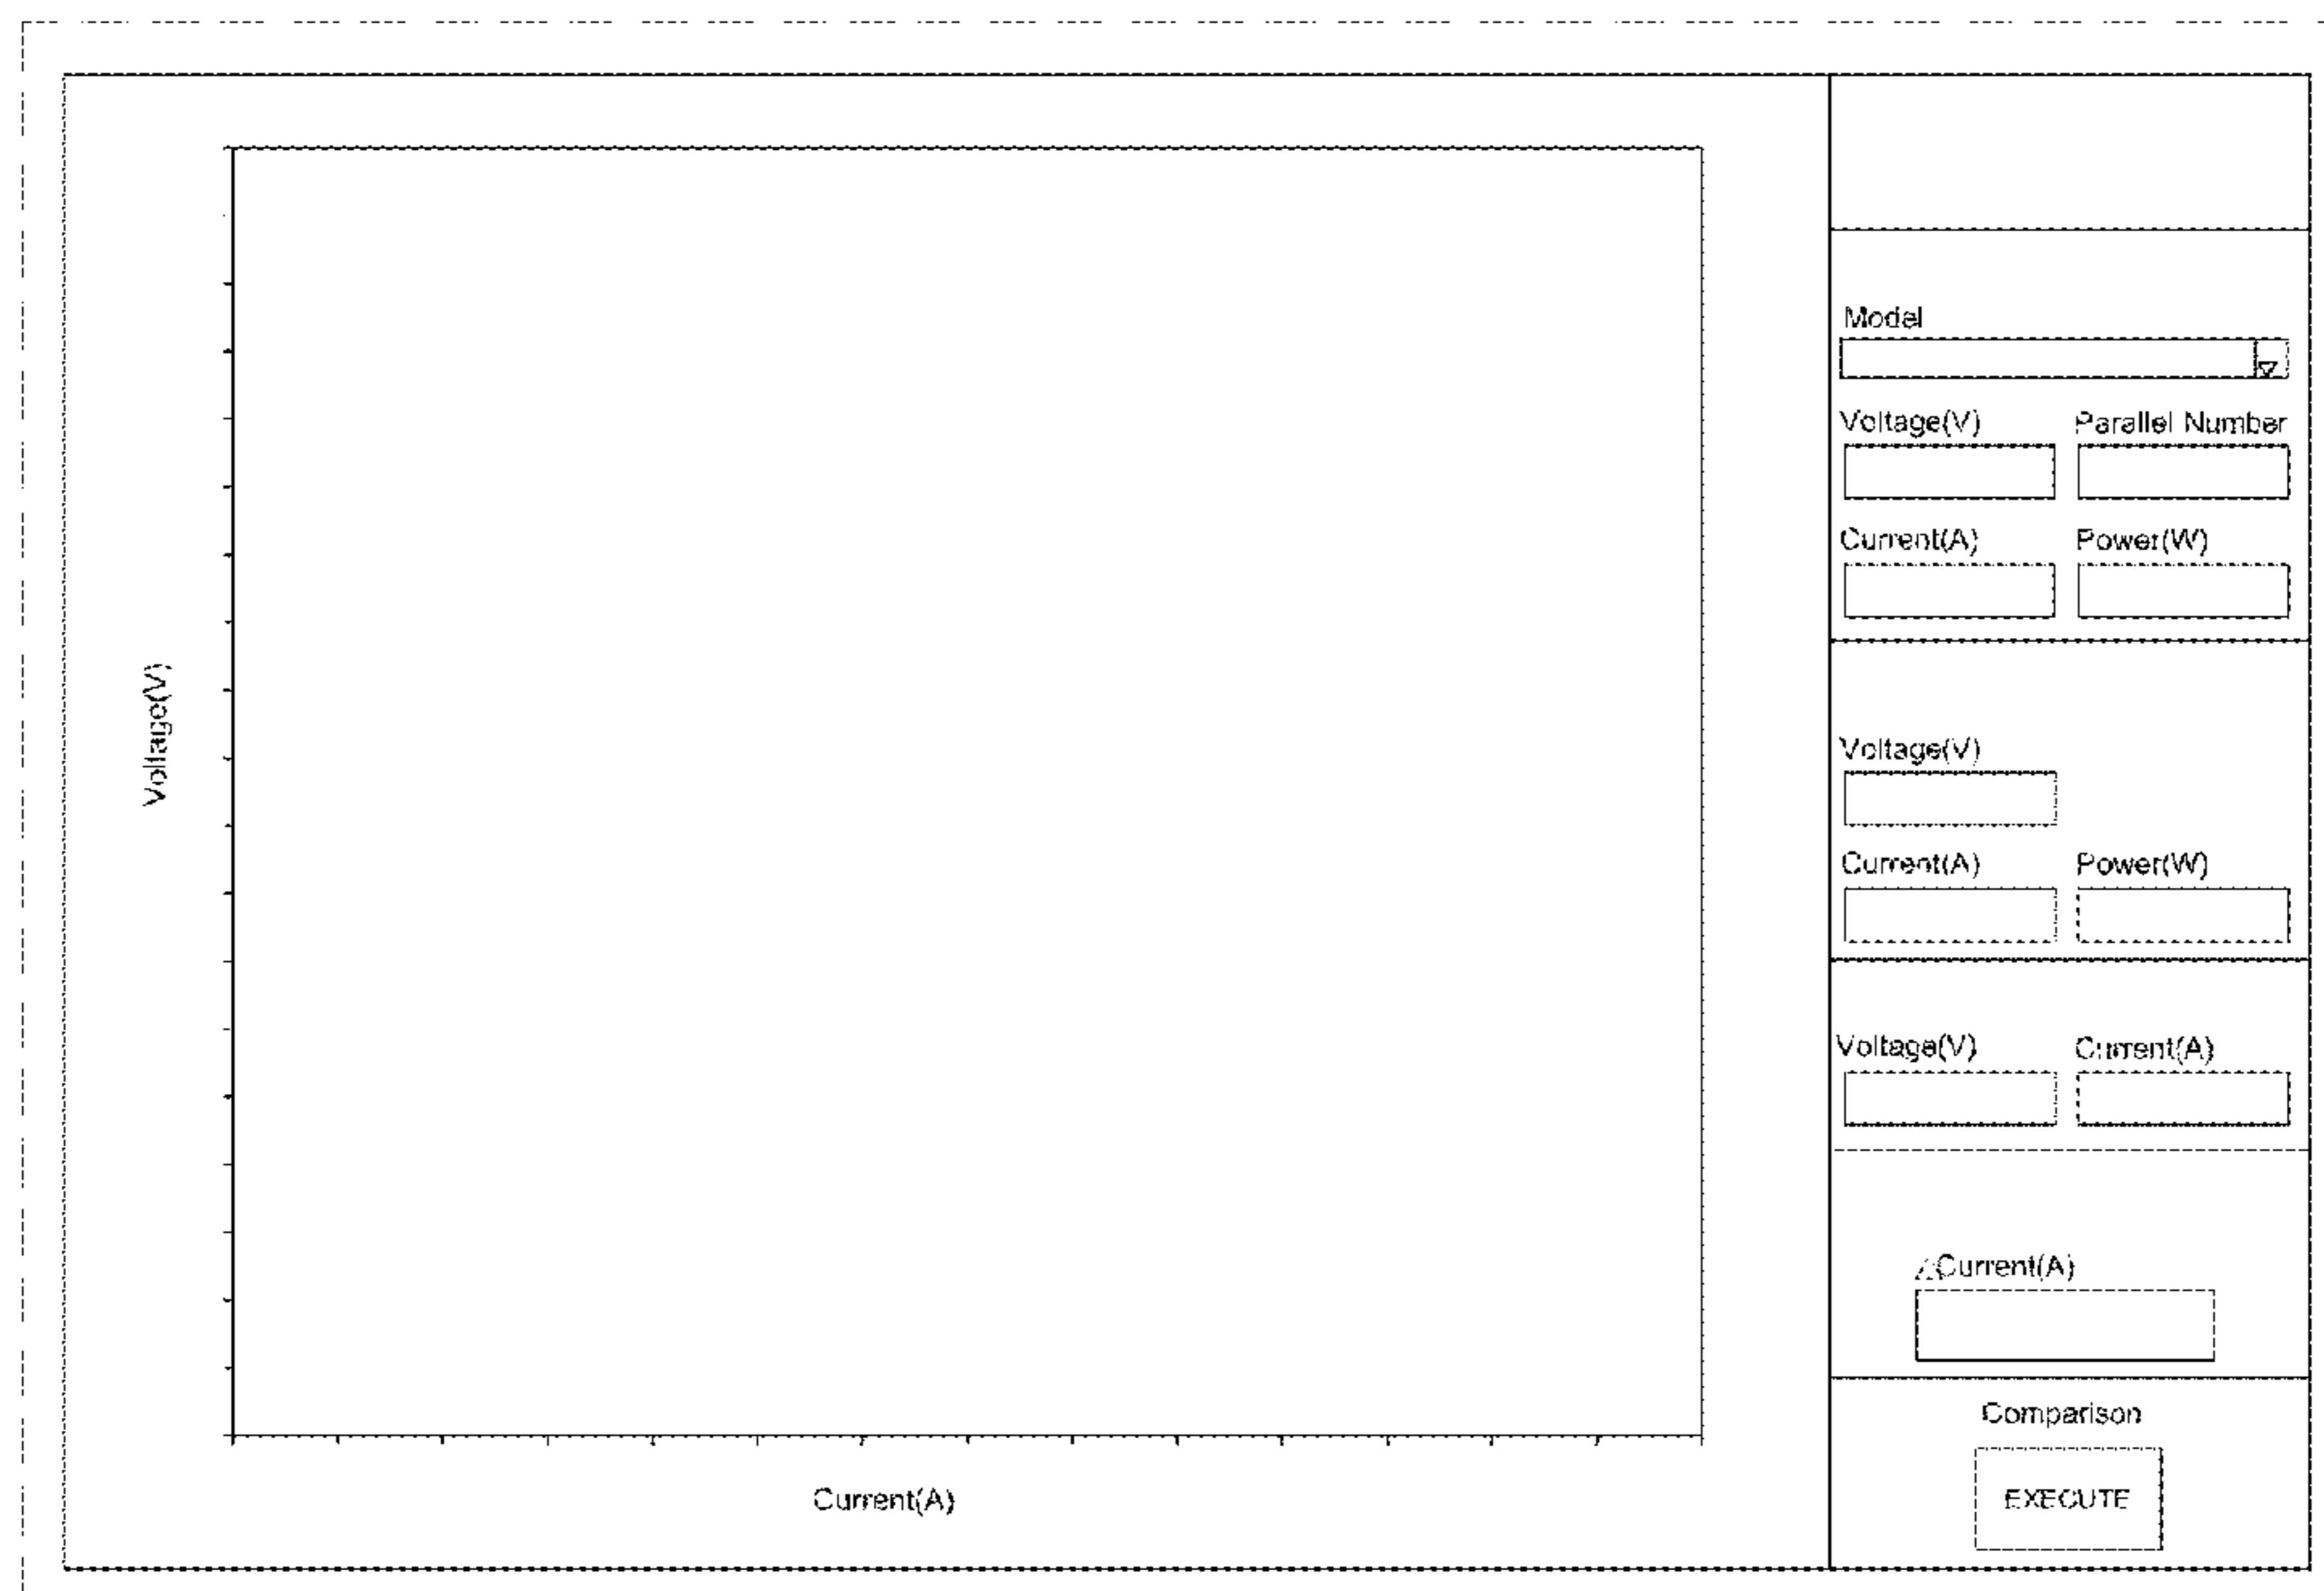 Voltage(V)
Current(A)
Model
Voltage(V) Parallel Number
Current(A) Power(W)
Voltage(V)
Current(A) Power(W)
Voltage(V) Current(A)
△Current(A)
Comparison
EXECUTE